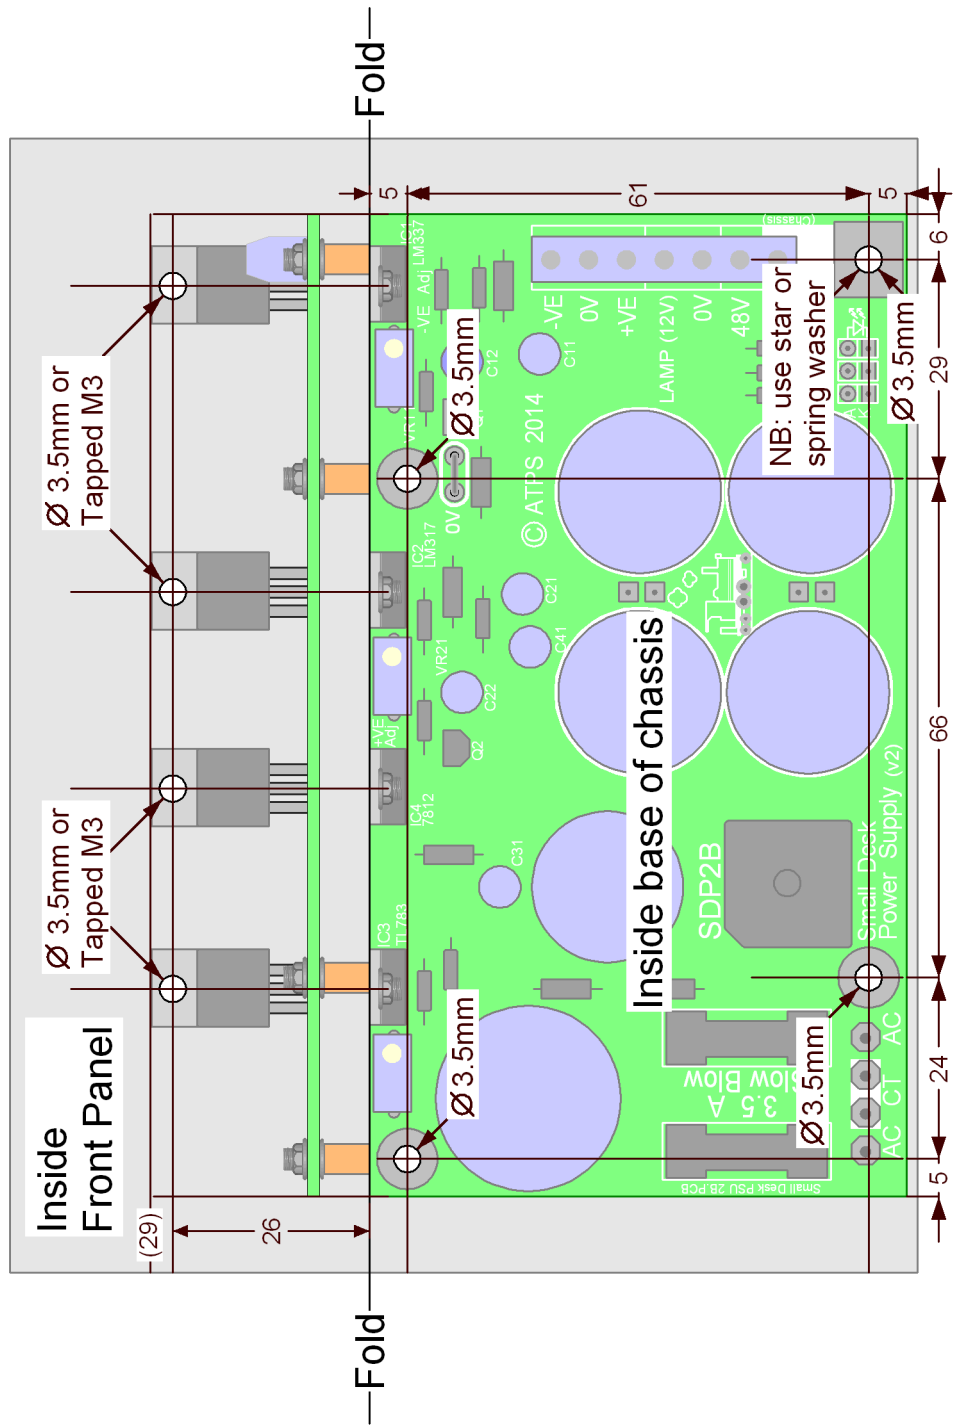 Inside
Front Panel
(29)
26
Fold
Fold
Ø 3.5mm or
Tapped M3
Ø 3.5mm or
Tapped M3
5
61
5
6
29
66
24
5
IC1
LM337
-VE Adj
VR11
C12
C11
Ø 3.5mm
0V
IC2
LM317
VR21
C21
C41
C22
+VE
Adj
Q2
IC4
7812
C31
IC3
TL783
Ø 3.5mm
© ATPS 2014
-VE
0V
+VE
LAMP (12V)
0V
48V
(Chassis)
NB: use star or
spring washer
Ø 3.5mm
A
K
Inside base of chassis
SDP2B
Small Desk
Power Supply (v2)
Ø 3.5mm
3.5 A
Slow Blow
AC
CT
AC
Small Desk PSU 2B PCB